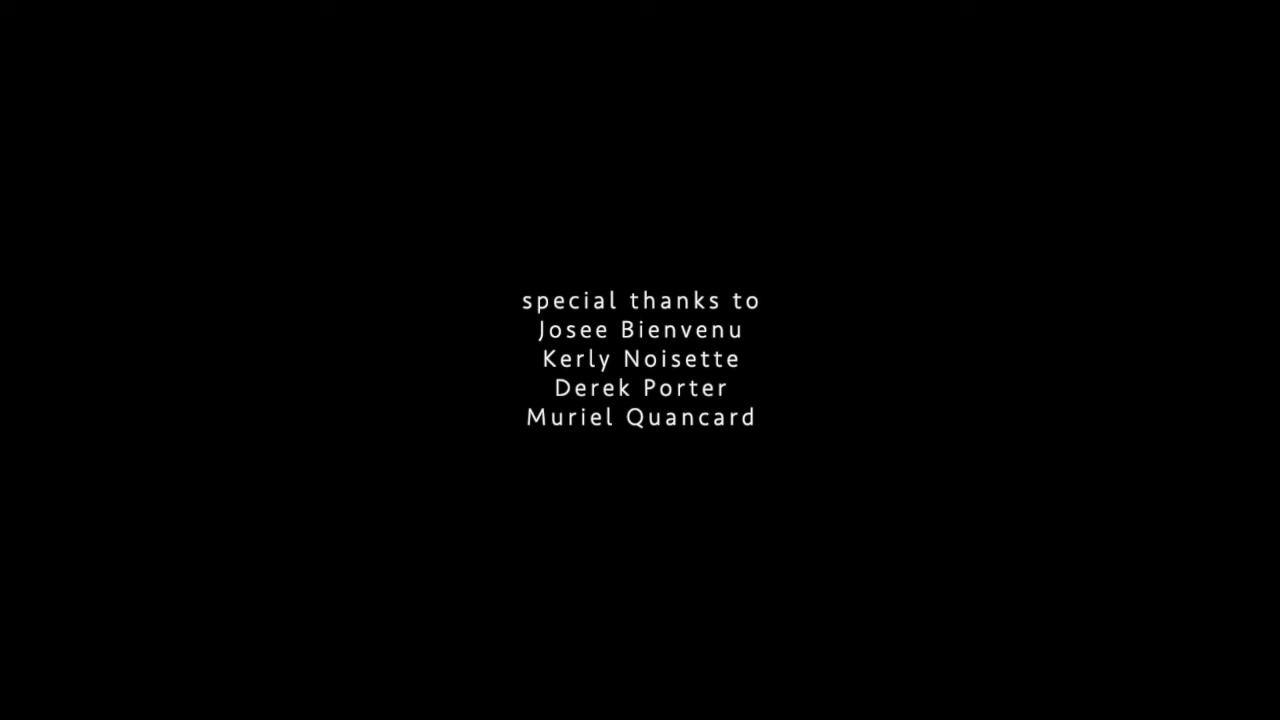 special thanks to
Josee Bienvenu
Kerly Noisette
Derek Porter
Muriel Quancard